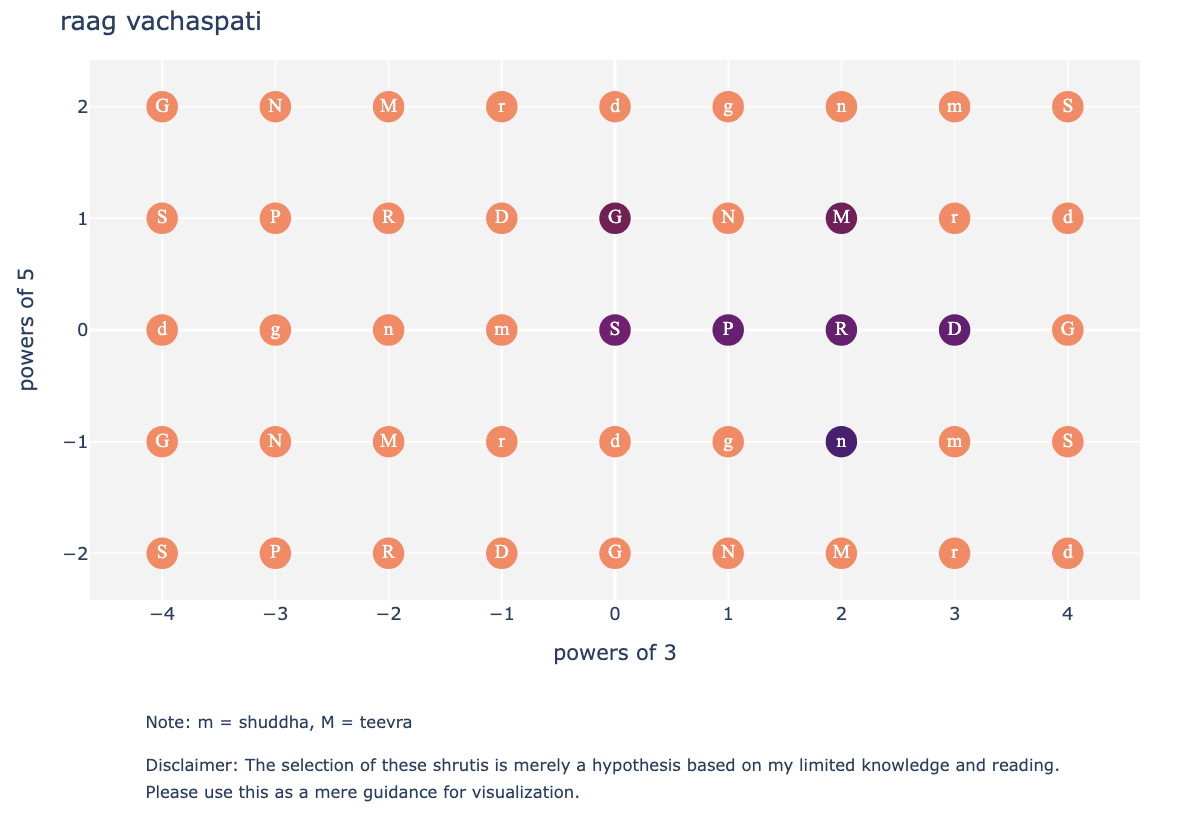 raag vachaspati
2 G N M r d g n m S
1 S P R D G N M r d
0 d g n m S P R D G
−1 G N M r d g n m S
−2 S P R D G N M r d
powers of 5
−4 −3 −2 −1 0 1 2 3 4
powers of 3
Note: m = shuddha, M = teevra
Disclaimer: The selection of these shrutis is merely a hypothesis based on my limited knowledge and reading.
Please use this as a mere guidance for visualization.